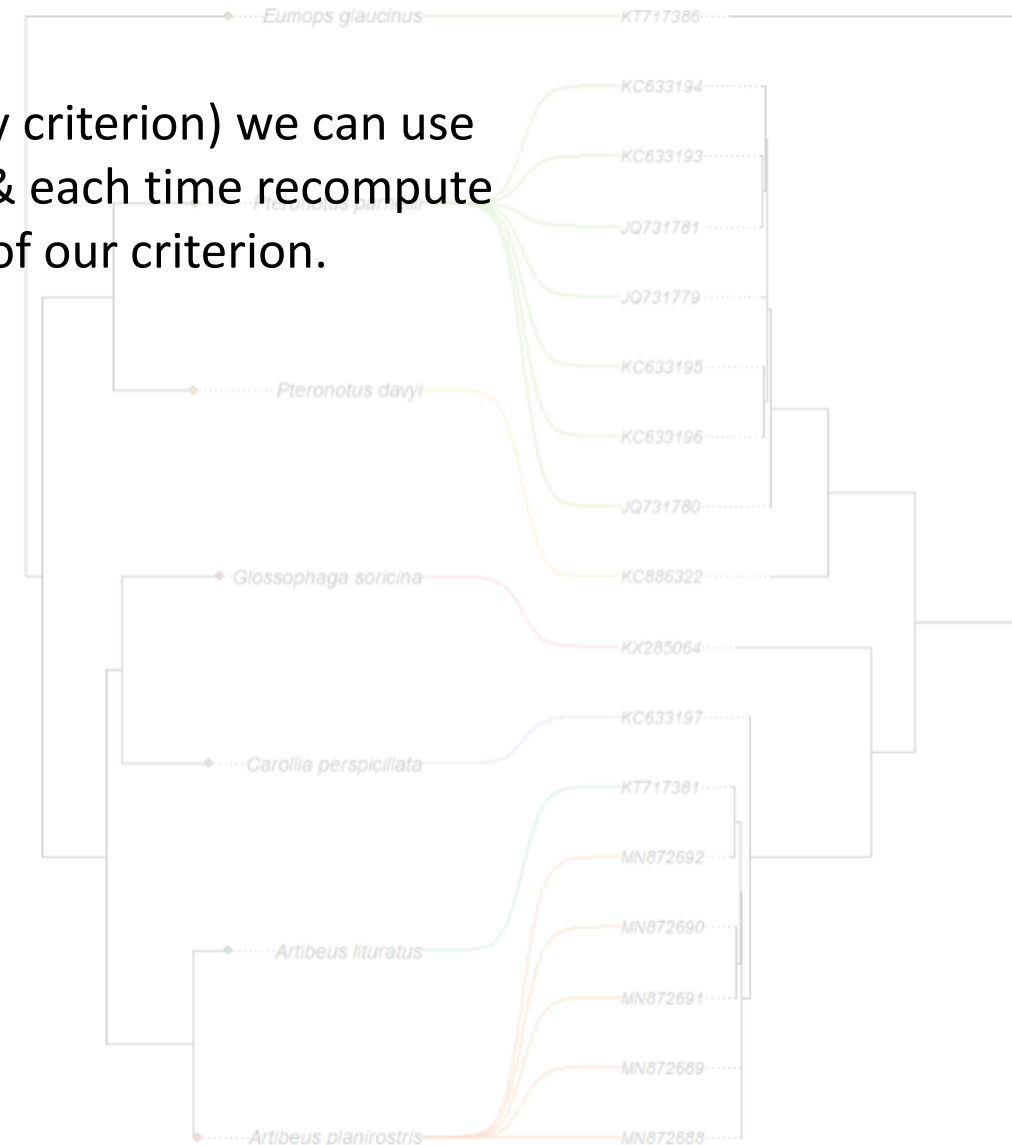 Eumops glaucinus KT717386
KC633194
y criterion) we can use
KC633193
& each time recompute
Pteronotus parnellii
JQ731781
of our criterion.
JQ731779
KC633195
Pteronotus davyi
KC633196
JQ731780
Glossophaga soricina KC886322
KX285064
KC633197
Carollia perspicillata
KT717381
MN872692
MN872690
Artibeus lituratus
MN872691
MN872689
Artibeus planirostris MN872688